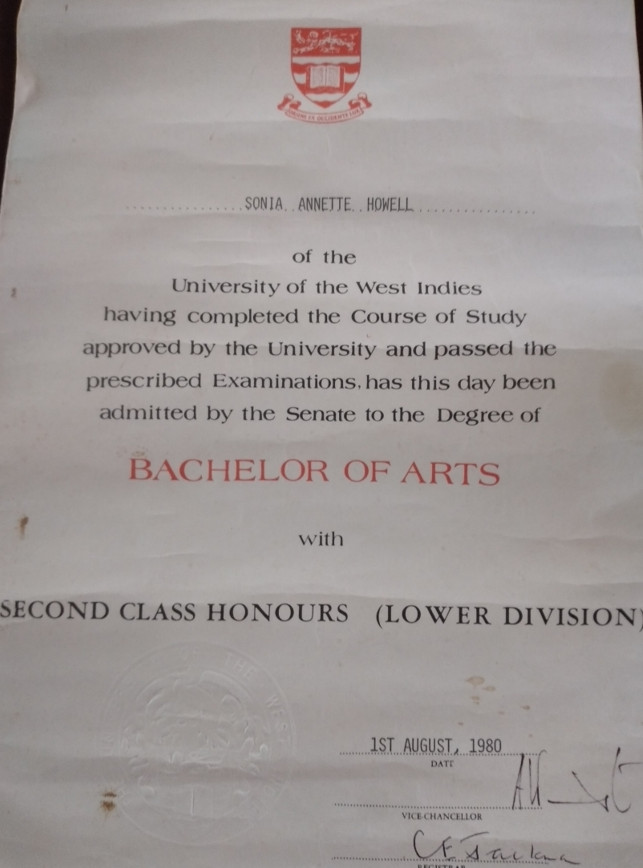 SONIA ANNETTE HOWELL
of the
University of the West Indies
having completed the Course of Study
approved by the University and passed the
prescribed Examinations, has this day been
admitted by the Senate to the Degree of
BACHELOR OF ARTS
with
SECOND CLASS HONOURS (LOWER DIVISION)
1ST AUGUST, 1980
DATE
VICE-CHANCELLOR
REGISTRAR